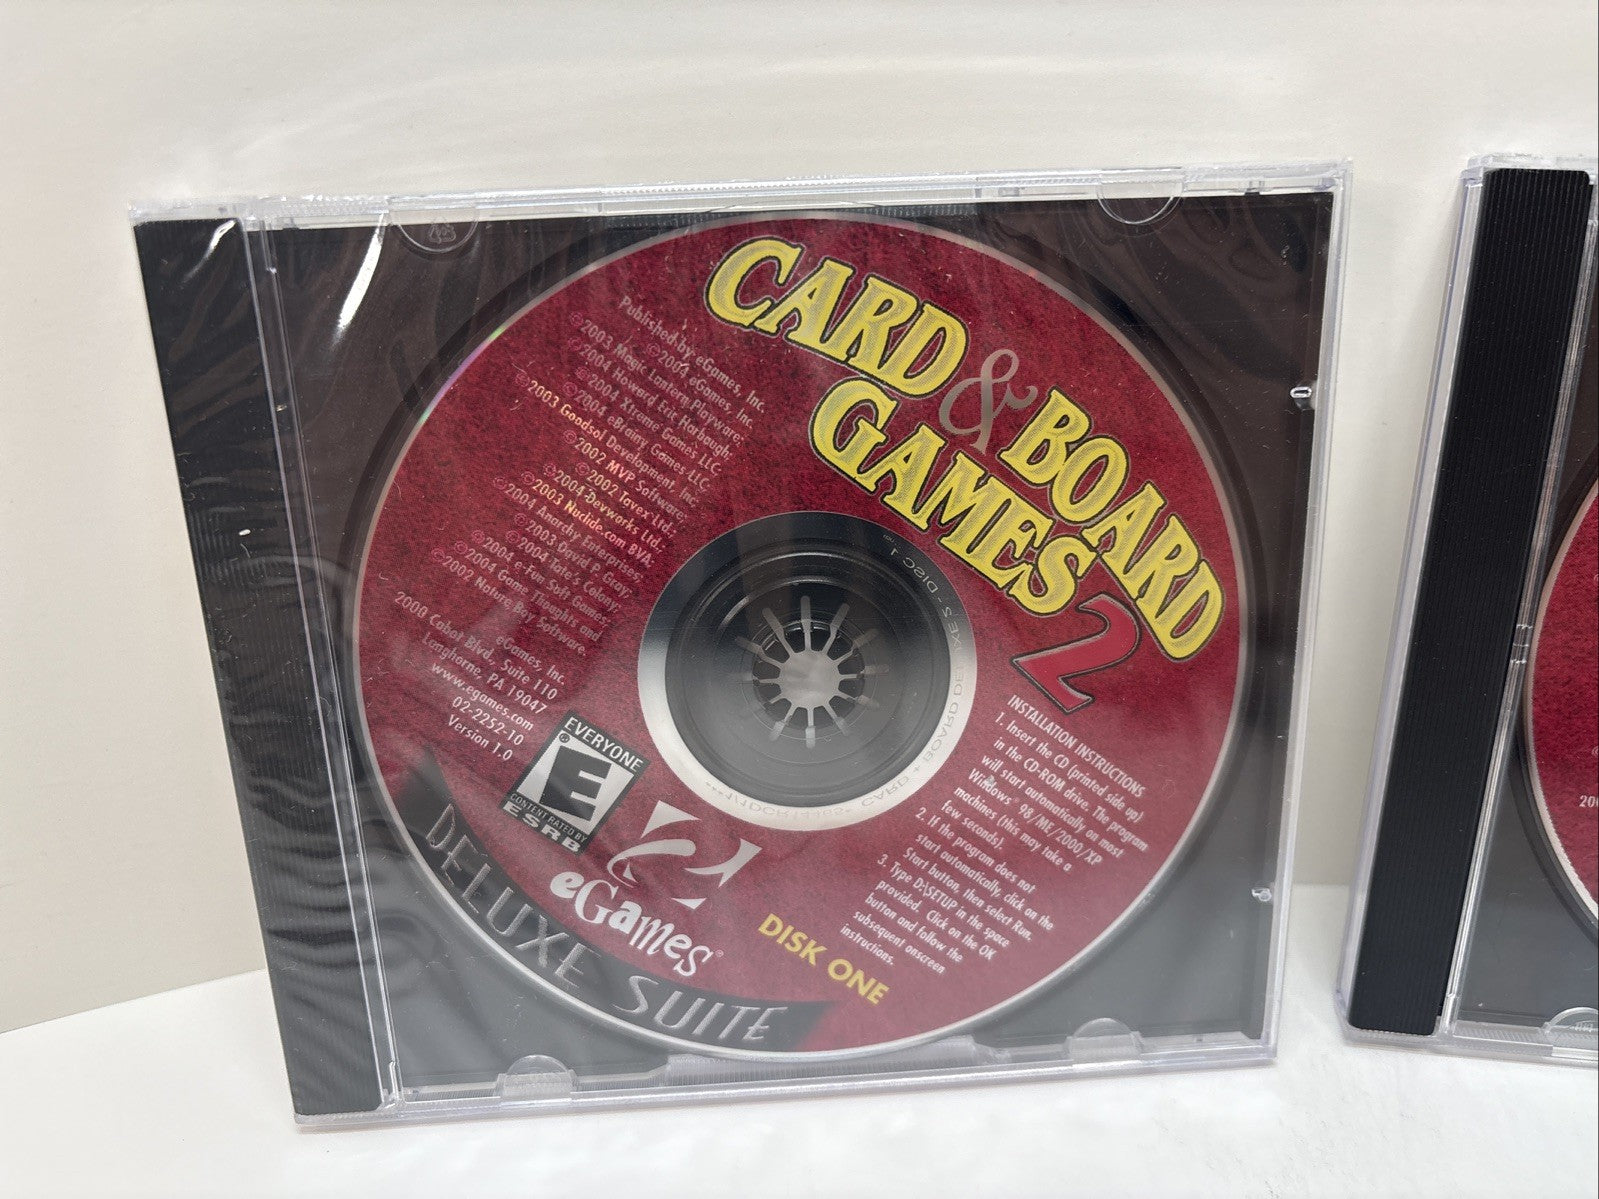 CARD & BOARD
GAMES 2
Published by eGames, Inc.
©2004 eGames, Inc.
©2003 Magic Lantern Playware;
©2004 Howard Eric Harbaugh;
©2004 Xtreme Games LLC;
©2004 eBrainy Games LLC;
©2003 Goodsol Development, Inc.
©2002 MVP Software;
©2002 Tavex Ltd.;
©2004 Devworks Ltd.;
©2003 Nuclide.com BVA;
©2004 Anarchy Enterprises;
©2003 David P. Gray;
©2004 Tate's Colony;
©2004 e-Fun Soft Games;
©2004 Game Thoughts and
©2002 Nature Boy Software.
eGames, Inc.
2000 Cabot Blvd., Suite 110
Langhorne, PA 19047
www.egames.com
02-2252-10
Version 1.0
EVERYONE
E
®
CONTENT RATED BY
ESRB
eGames®
DELUXE SUITE
DISK ONE
INSTALLATION INSTRUCTIONS
1. Insert the CD (printed side up)
in the CD-ROM drive. The program
will start automatically on most
Windows® 98/ME/2000/XP
machines (this may take a
few seconds).
2. If the program does not
start automatically, click on the
Start button, then select Run.
3. Type D:\SETUP in the space
provided. Click on the OK
button and follow the
subsequent onscreen
instructions.